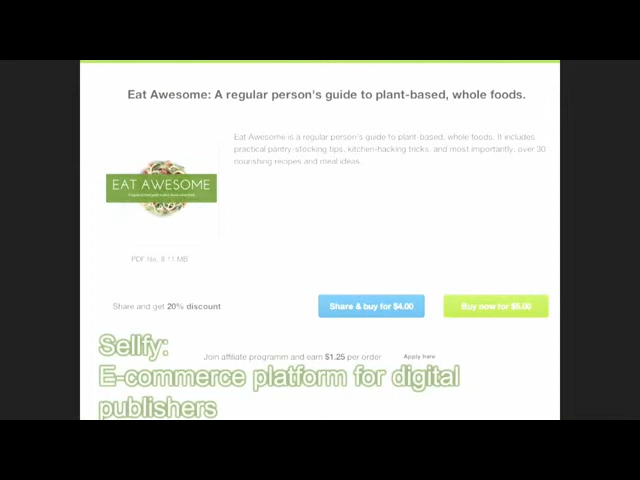 Eat Awesome: A regular person's guide to plant-based, whole foods.
Eat Awesome is a regular person's guide to plant-based, whole foods. It includes
practical pantry-stocking tips, kitchen-hacking tricks, and most importantly, over 30
nourishing recipes and meal ideas.
EAT AWESOME
PDF file, 8.11 MB
Share and get 20% discount
Share & buy for $4.00
Buy now for $5.00
Join affiliate programm and earn $1.25 per order
Apply here
Sellfy:
E-commerce platform for digital
publishers